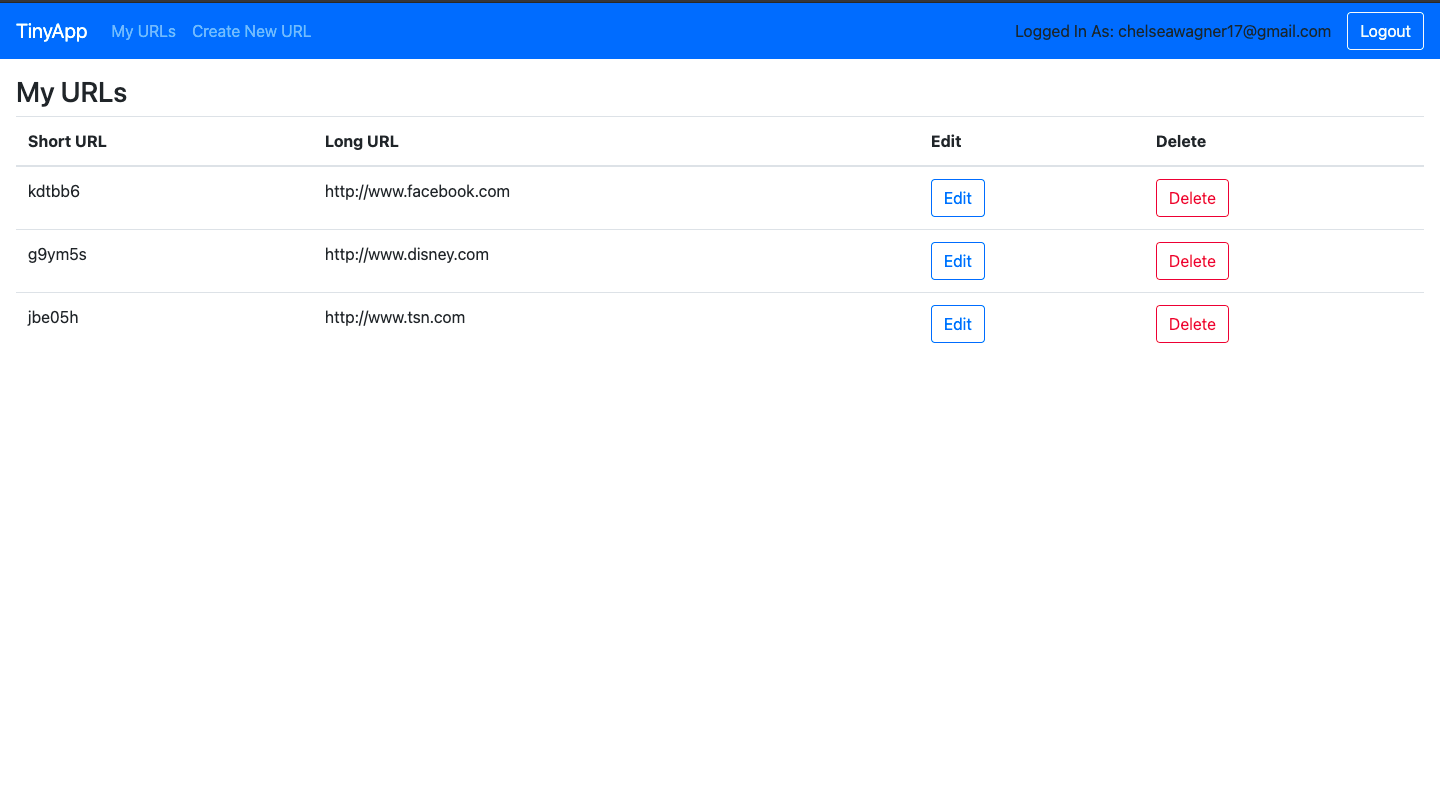 TinyApp My URLs Create New URL Logged In As: chelseawagner17@gmail.com Logout
My URLs
Short URL Long URL Edit Delete
kdtbb6 http://www.facebook.com Edit Delete
g9ym5s http://www.disney.com Edit Delete
jbe05h http://www.tsn.com Edit Delete